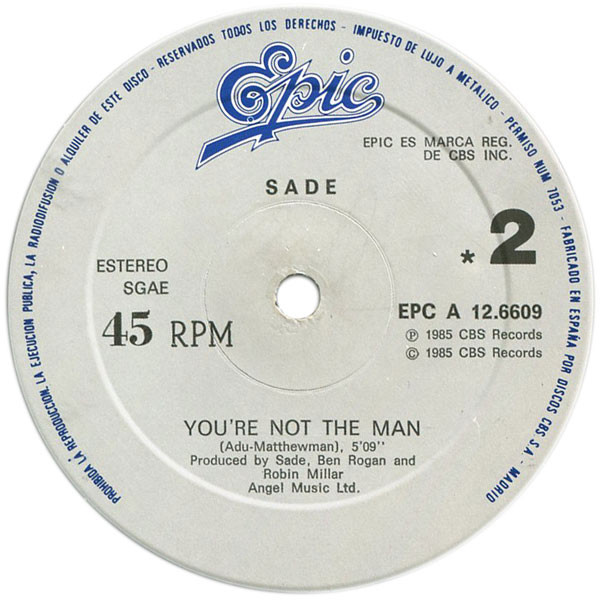 PROHIBIDA LA REPRODUCCION, LA EJECUCION PUBLICA, LA RADIODIFUSION O ALQUILER DE ESTE DISCO - RESERVADOS TODOS LOS DERECHOS - IMPUESTO DE LUJO A METALICO - PERMISO NUM 7053 - FABRICADO EN ESPAÑA POR DISCOS CBS S.A. - MADRID
Epic
EPIC ES MARCA REG.
DE CBS INC.
SADE
* 2
ESTEREO
SGAE
45 RPM
EPC A 12.6609
Ⓟ 1985 CBS Records
© 1985 CBS Records
YOU'RE NOT THE MAN
(Adu-Matthewman), 5'09''
Produced by Sade, Ben Rogan and
Robin Millar
Angel Music Ltd.